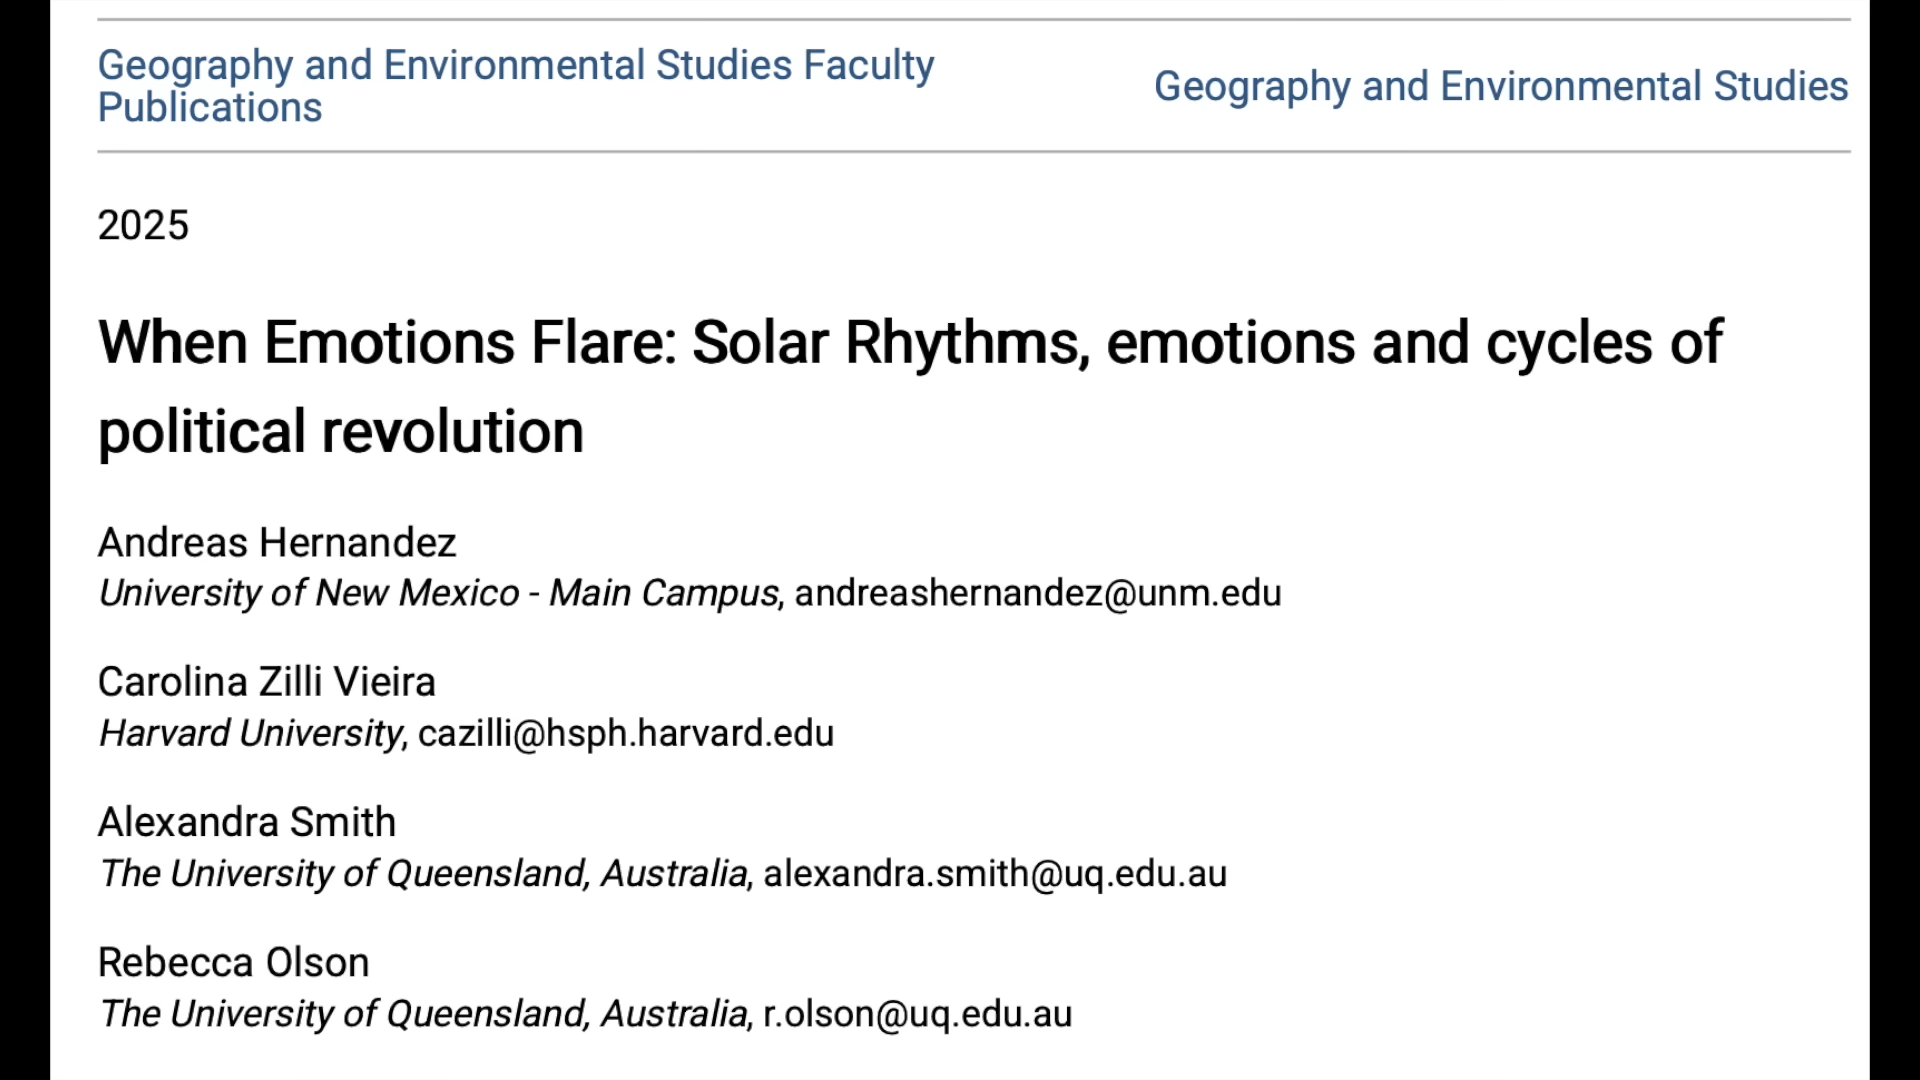 Geography and Environmental Studies Faculty
Publications
Geography and Environmental Studies
2025
When Emotions Flare: Solar Rhythms, emotions and cycles of
political revolution
Andreas Hernandez
University of New Mexico - Main Campus, andreashernandez@unm.edu
Carolina Zilli Vieira
Harvard University, cazilli@hsph.harvard.edu
Alexandra Smith
The University of Queensland, Australia, alexandra.smith@uq.edu.au
Rebecca Olson
The University of Queensland, Australia, r.olson@uq.edu.au